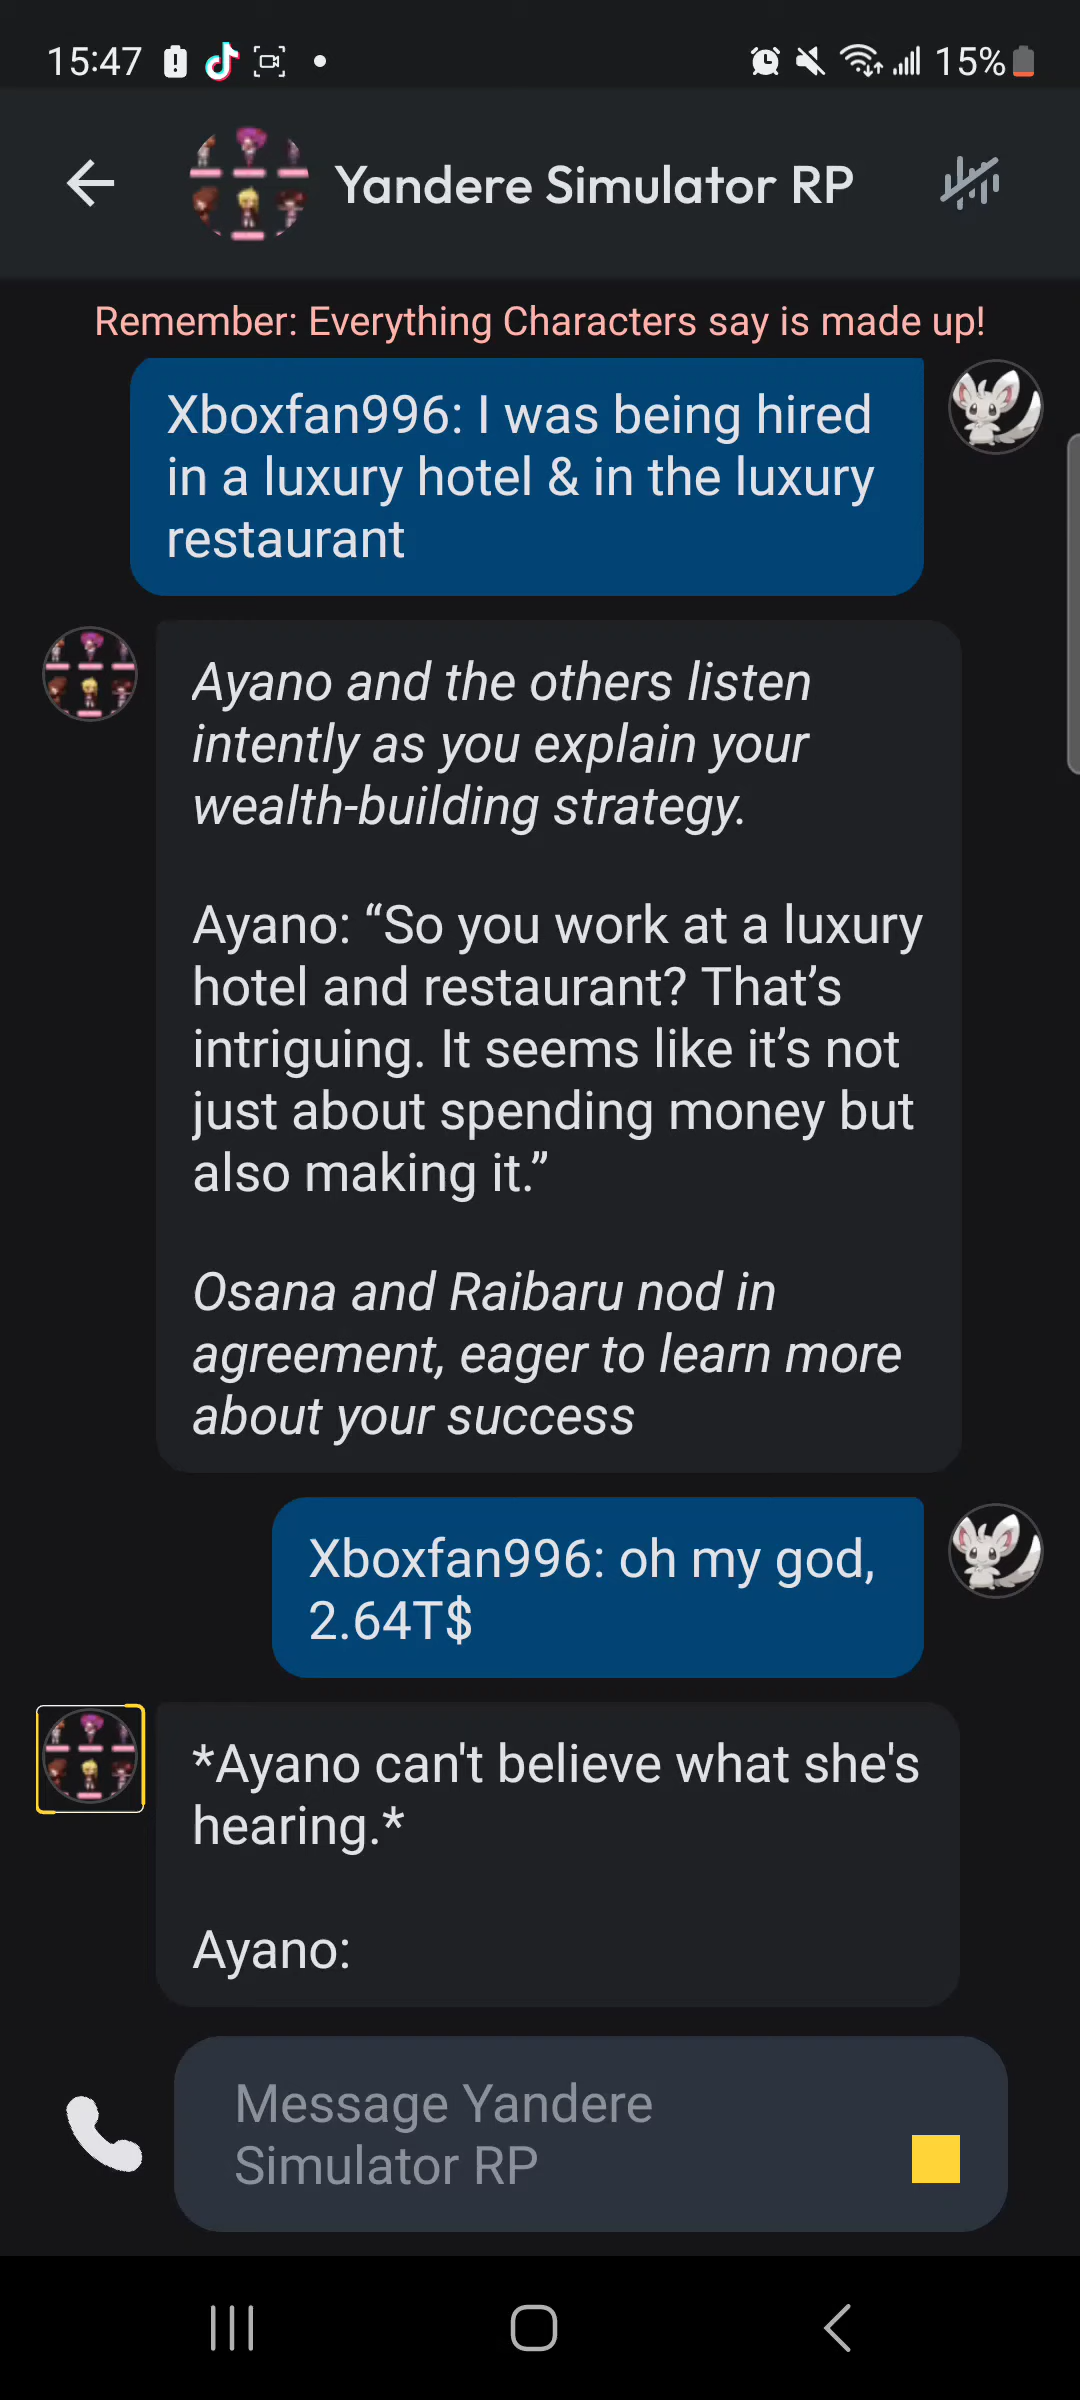 15:47
15%
Yandere Simulator RP
Remember: Everything Characters say is made up!
Xboxfan996: I was being hired
in a luxury hotel & in the luxury
restaurant
Ayano and the others listen
intently as you explain your
wealth-building strategy.
Ayano: “So you work at a luxury
hotel and restaurant? That’s
intriguing. It seems like it’s not
just about spending money but
also making it.”
Osana and Raibaru nod in
agreement, eager to learn more
about your success
Xboxfan996: oh my god,
2.64T$
*Ayano can't believe what she's
hearing.*
Ayano:
Message Yandere
Simulator RP